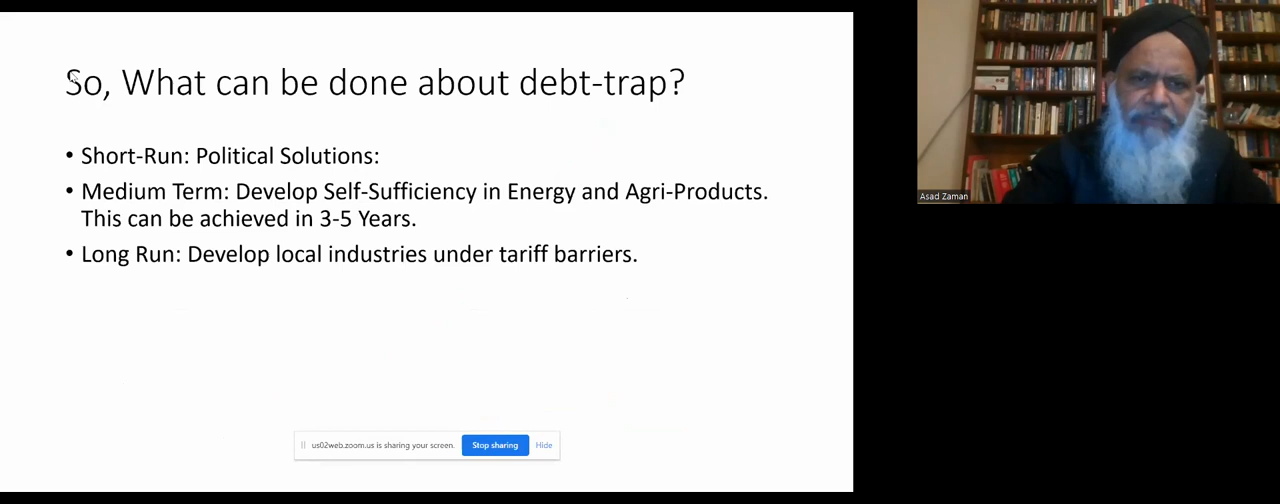 So, What can be done about debt-trap?
• Short-Run: Political Solutions:
• Medium Term: Develop Self-Sufficiency in Energy and Agri-Products.
This can be achieved in 3-5 Years.
• Long Run: Develop local industries under tariff barriers.
us02web.zoom.us is sharing your screen. Stop sharing Hide
Asad Zaman